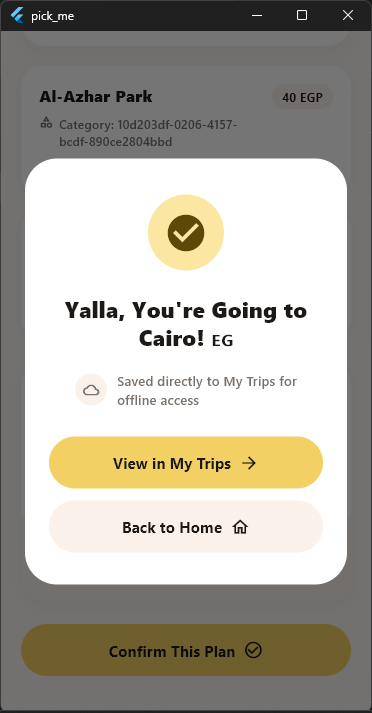 pick_me
Al-Azhar Park
40 EGP
Category: 10d203df-0206-4157-
bcdf-890ce2804bbd
Yalla, You're Going to
Cairo! EG
Saved directly to My Trips for
offline access
View in My Trips
Back to Home
Confirm This Plan